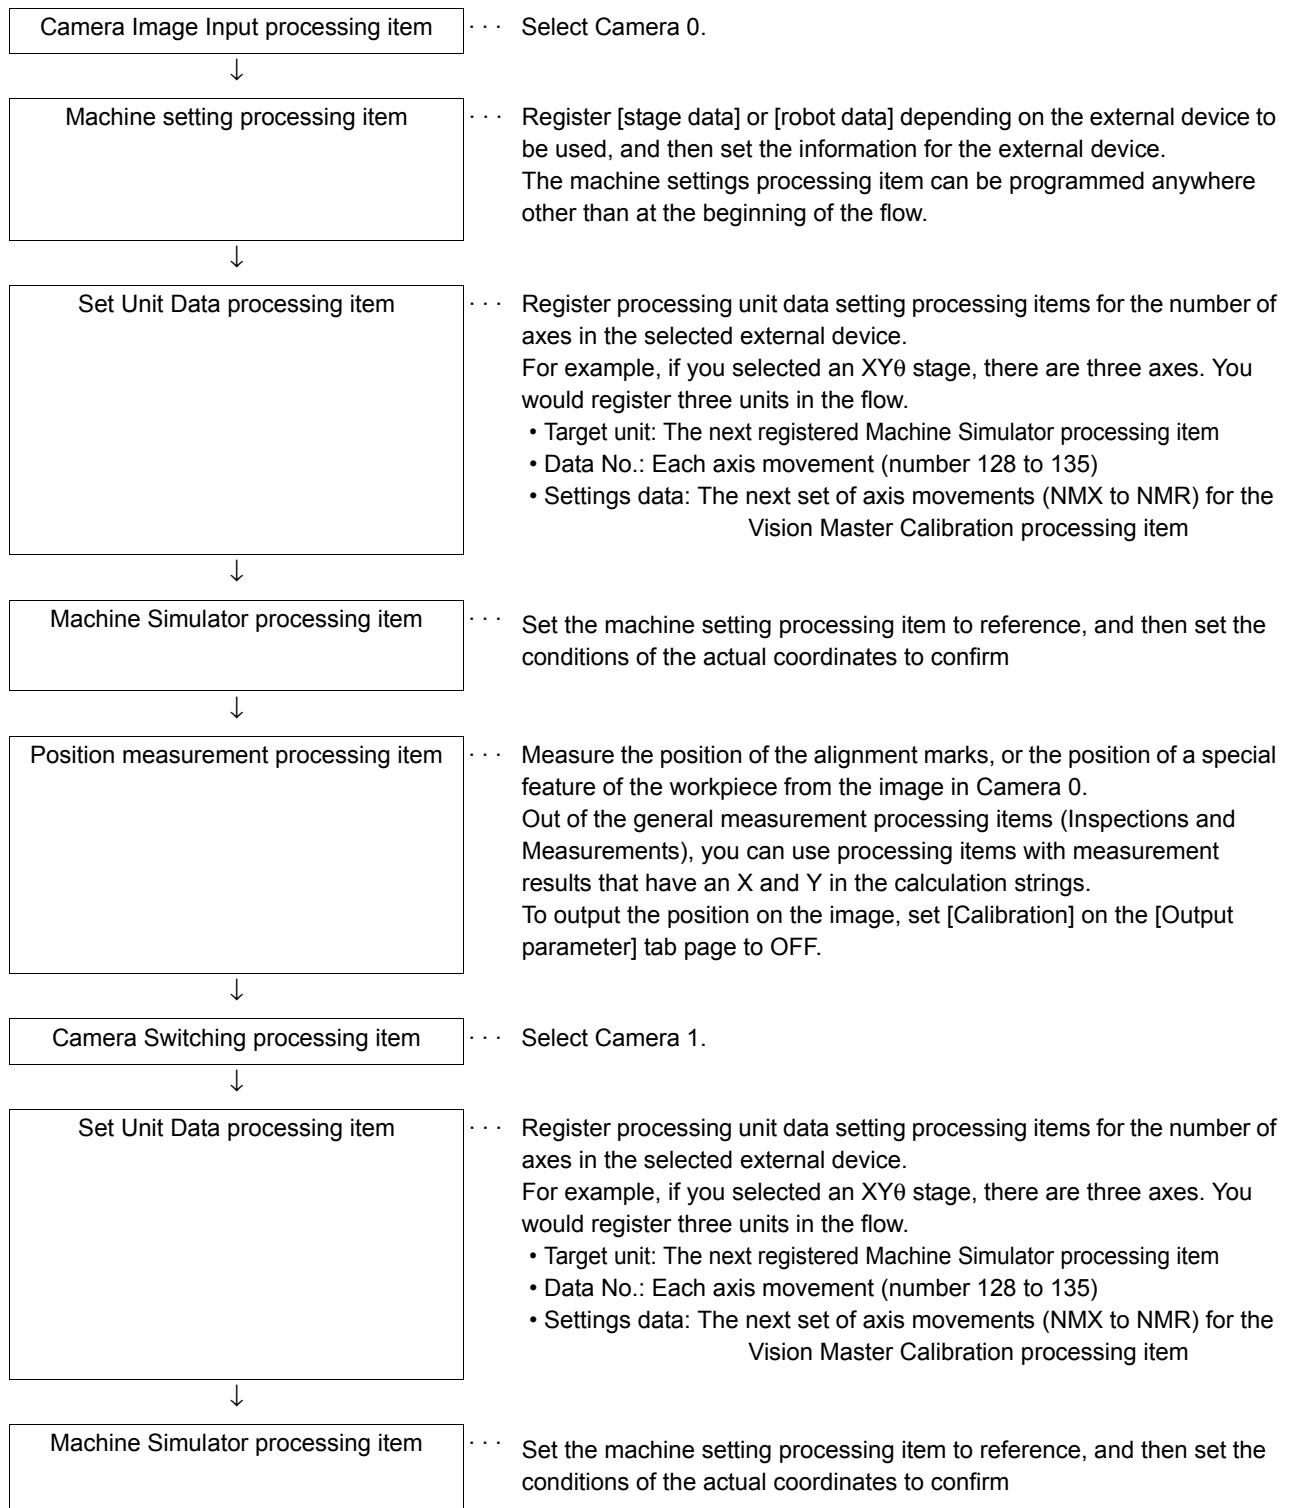 Camera Image Input processing item · · · Select Camera 0.
↓
Machine setting processing item · · · Register [stage data] or [robot data] depending on the external device to
be used, and then set the information for the external device.
The machine settings processing item can be programmed anywhere
other than at the beginning of the flow.
↓
Set Unit Data processing item · · · Register processing unit data setting processing items for the number of
axes in the selected external device.
For example, if you selected an XYθ stage, there are three axes. You
would register three units in the flow.
• Target unit: The next registered Machine Simulator processing item
• Data No.: Each axis movement (number 128 to 135)
• Settings data: The next set of axis movements (NMX to NMR) for the
Vision Master Calibration processing item
↓
Machine Simulator processing item · · · Set the machine setting processing item to reference, and then set the
conditions of the actual coordinates to confirm
↓
Position measurement processing item · · · Measure the position of the alignment marks, or the position of a special
feature of the workpiece from the image in Camera 0.
Out of the general measurement processing items (Inspections and
Measurements), you can use processing items with measurement
results that have an X and Y in the calculation strings.
To output the position on the image, set [Calibration] on the [Output
parameter] tab page to OFF.
↓
Camera Switching processing item · · · Select Camera 1.
↓
Set Unit Data processing item · · · Register processing unit data setting processing items for the number of
axes in the selected external device.
For example, if you selected an XYθ stage, there are three axes. You
would register three units in the flow.
• Target unit: The next registered Machine Simulator processing item
• Data No.: Each axis movement (number 128 to 135)
• Settings data: The next set of axis movements (NMX to NMR) for the
Vision Master Calibration processing item
↓
Machine Simulator processing item · · · Set the machine setting processing item to reference, and then set the
conditions of the actual coordinates to confirm